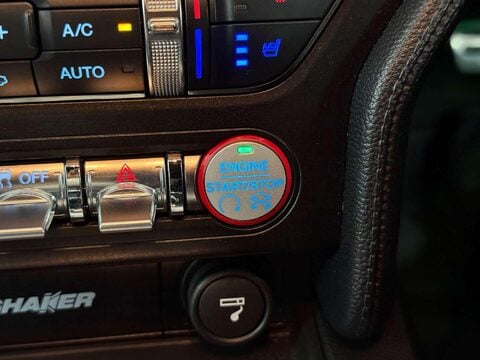 + A/C
AUTO
OFF
ENGINE
START/STOP
SHAKER